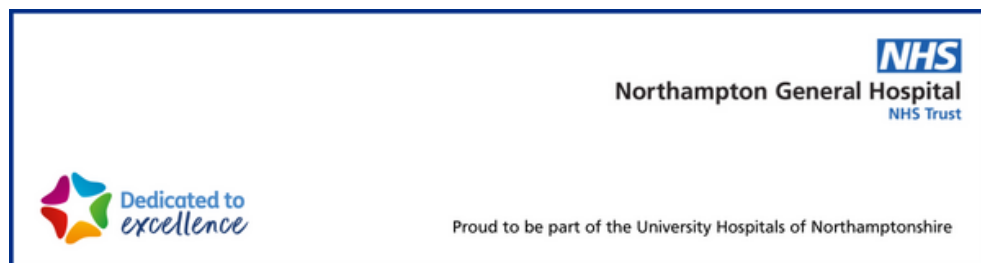 NHS
Northampton General Hospital
NHS Trust
Dedicated to
excellence
Proud to be part of the University Hospitals of Northamptonshire